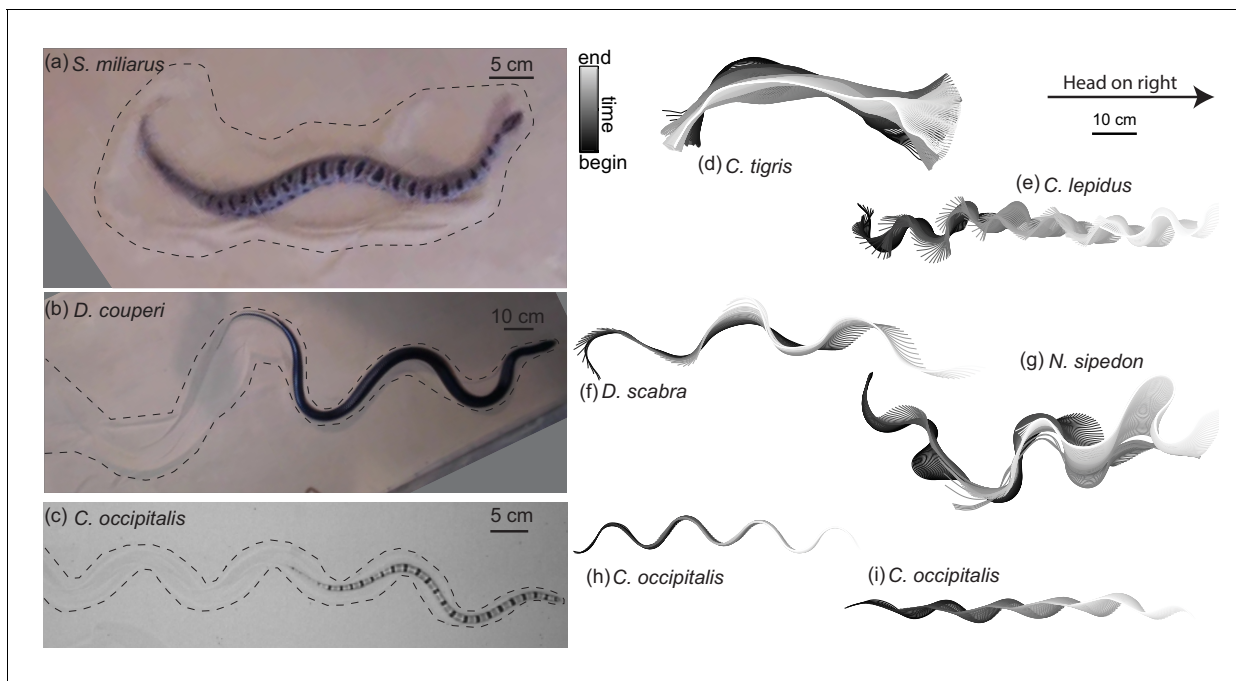 (a) S. miliarus
5 cm
(b) D. couperi
10 cm
(c) C. occipitalis
5 cm
end
time
begin
(d) C. tigris
Head on right
10 cm
(e) C. lepidus
(f) D. scabra
(g) N. sipedon
(h) C. occipitalis
(i) C. occipitalis